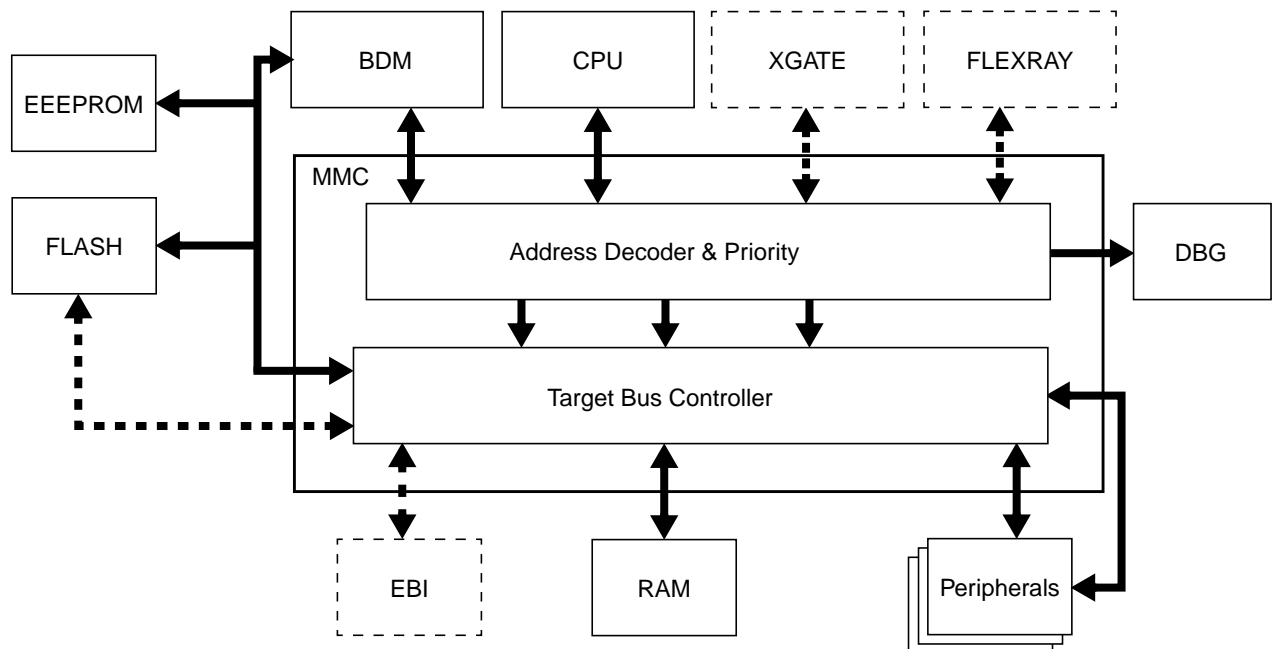 BDM
CPU
XGATE
FLEXRAY
EEEPROM
MMC
FLASH
Address Decoder & Priority
DBG
Target Bus Controller
EBI
RAM
Peripherals